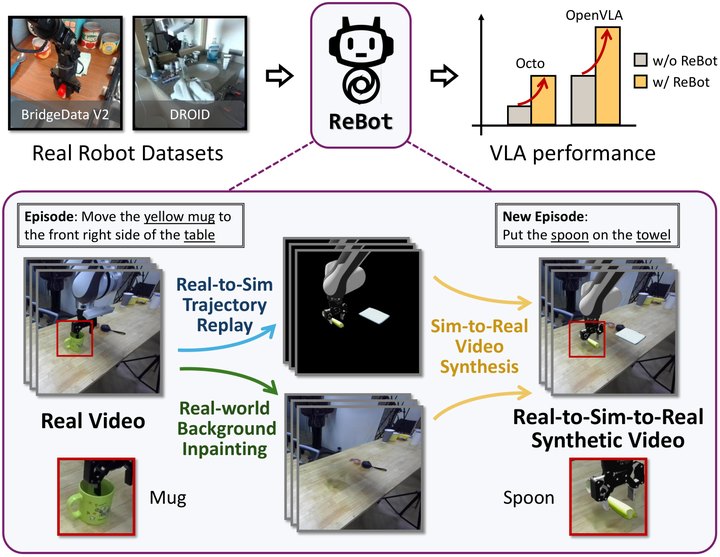 BridgeData V2
DROID
Real Robot Datasets
ReBot
OpenVLA
Octo
w/o ReBot
w/ ReBot
VLA performance
Episode: Move the yellow mug to
the front right side of the table
New Episode:
Put the spoon on the towel
Real-to-Sim
Trajectory
Replay
Sim-to-Real
Video
Synthesis
Real-world
Background
Inpainting
Real Video
Real-to-Sim-to-Real
Synthetic Video
Mug
Spoon